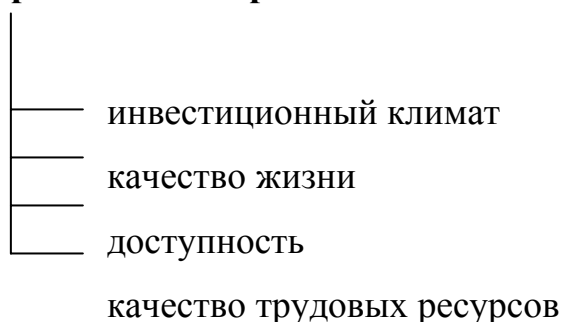 инвестиционный климат
качество жизни
доступность
качество трудовых ресурсов